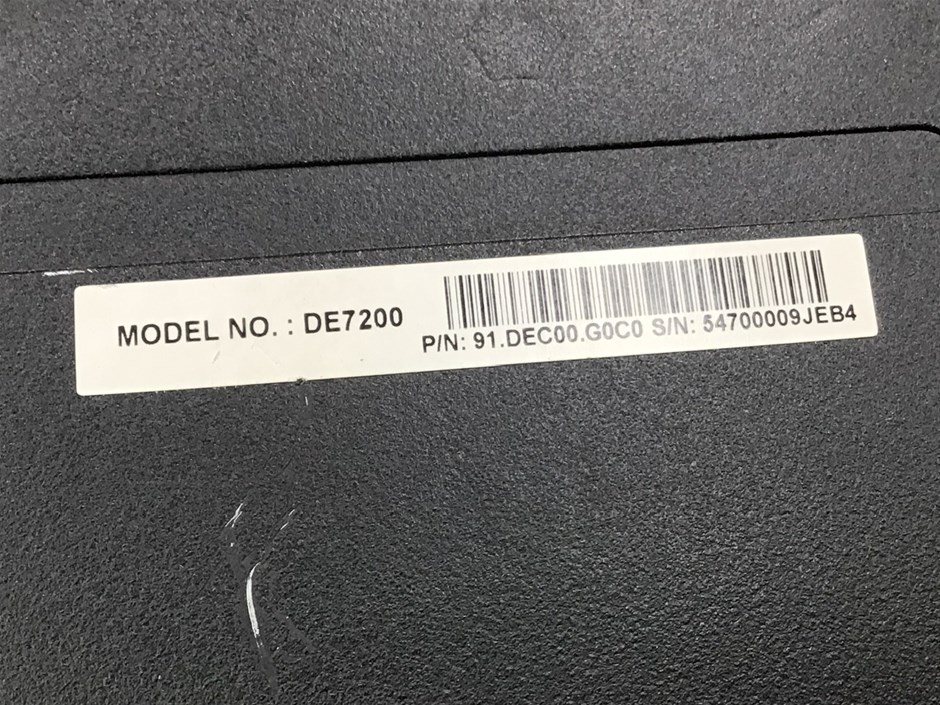 MODEL NO. : DE7200
P/N: 91.DEC00.G0C0 S/N: 54700009JEB4